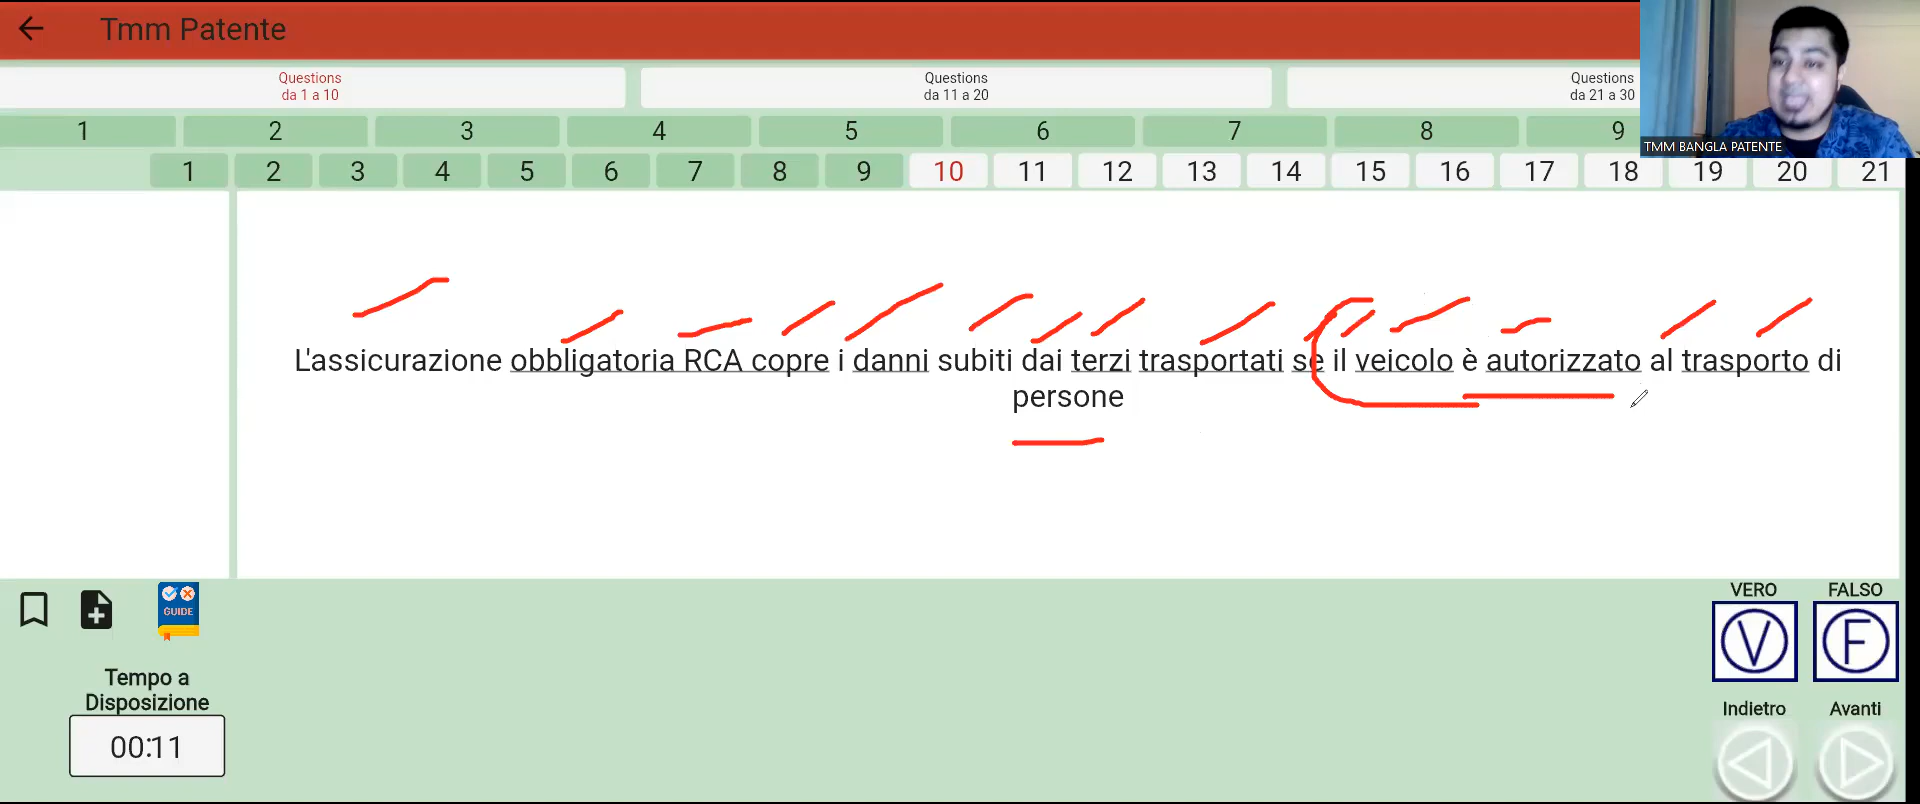 Tmm Patente
Questions
da 1 a 10
Questions
da 11 a 20
Questions
da 21 a 30
1 2 3 4 5 6 7 8 9
1 2 3 4 5 6 7 8 9 10 11 12 13 14 15 16 17 18 19 20 21
TMM BANGLA PATENTE
L'assicurazione obbligatoria RCA copre i danni subiti dai terzi trasportati se il veicolo è autorizzato al trasporto di
persone
GUIDE
Tempo a
Disposizione
00:11
VERO FALSO
V F
Indietro Avanti